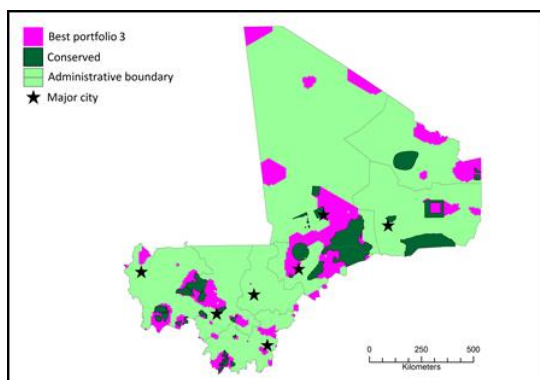 Best portfolio 3
Conserved
Administrative boundary
Major city
0 250 500
Kilometers